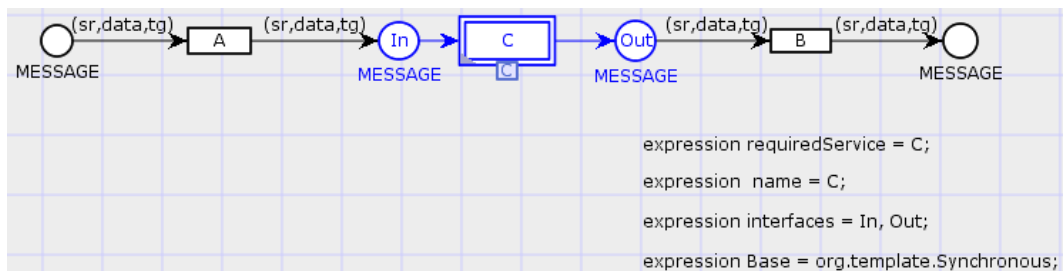 (sr,data,tg) (sr,data,tg) (sr,data,tg) (sr,data,tg)
A In C Out B
MESSAGE MESSAGE C MESSAGE MESSAGE
expression requiredService = C;
expression name = C;
expression interfaces = In, Out;
expression Base = org.template.Synchronous;